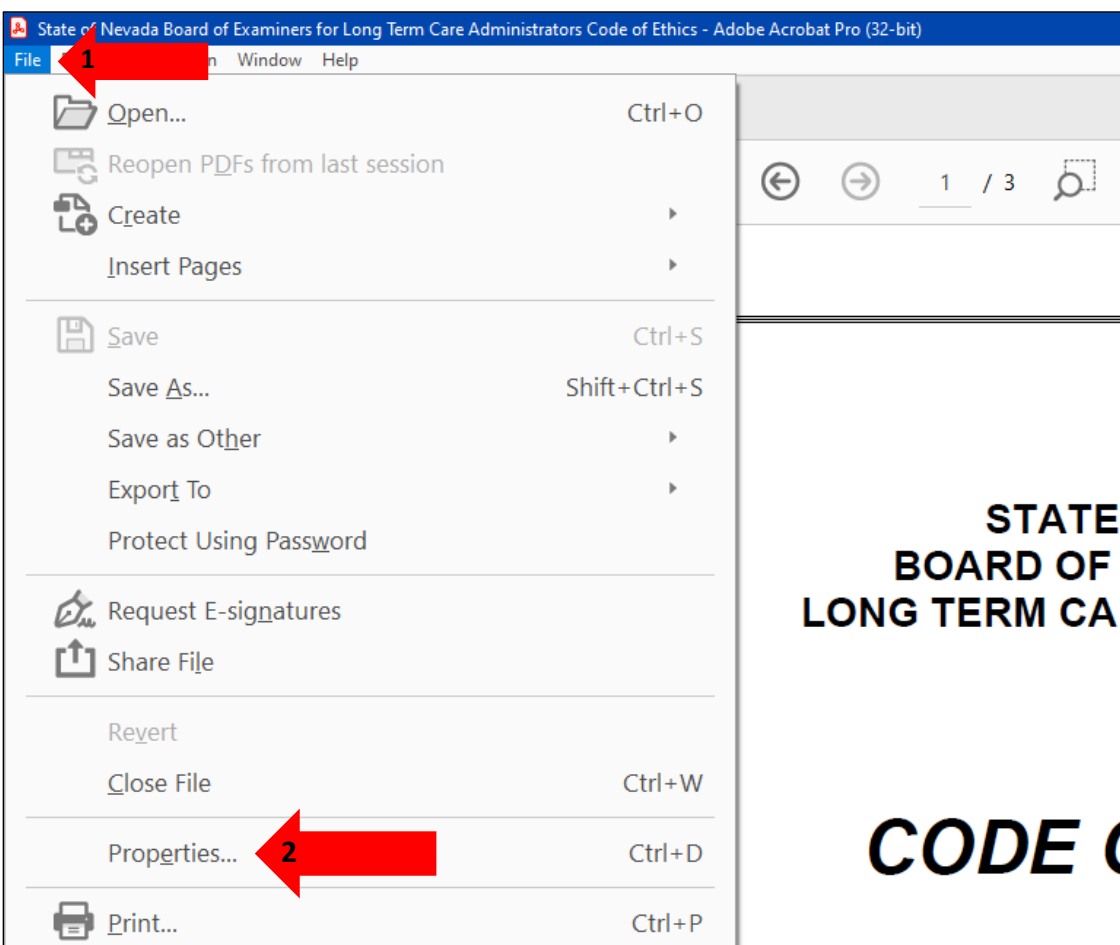 State of Nevada Board of Examiners for Long Term Care Administrators Code of Ethics - Adobe Acrobat Pro (32-bit)
File 1 Window Help
Open... Ctrl+O
Reopen PDFs from last session
Create
Insert Pages
1 / 3
Save Ctrl+S
Save As... Shift+Ctrl+S
Save as Other
Export To
Protect Using Password
STATE
BOARD OF
LONG TERM CA
Request E-signatures
Share File
Revert
Close File Ctrl+W
Properties... 2 Ctrl+D
CODE
Print... Ctrl+P